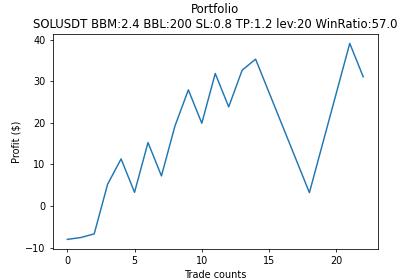 Portfolio
SOLUSDT BBM:2.4 BBL:200 SL:0.8 TP:1.2 lev:20 WinRatio:57.0
40
30
20
10
0
−10
Profit ($)
0 5 10 15 20
Trade counts